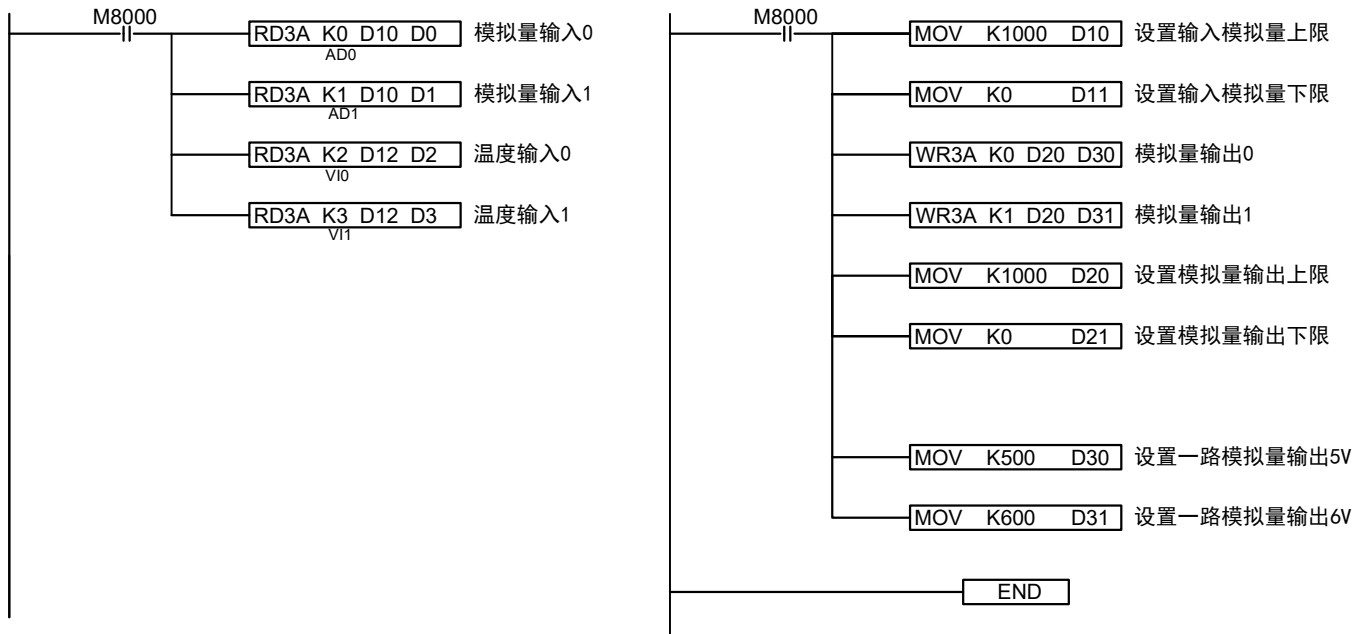 M8000
RD3A K0 D10 D0 模拟量输入0
AD0
RD3A K1 D10 D1 模拟量输入1
AD1
RD3A K2 D12 D2 温度输入0
VI0
RD3A K3 D12 D3 温度输入1
VI1
M8000
MOV K1000 D10 设置输入模拟量上限
MOV K0 D11 设置输入模拟量下限
WR3A K0 D20 D30 模拟量输出0
WR3A K1 D20 D31 模拟量输出1
MOV K1000 D20 设置模拟量输出上限
MOV K0 D21 设置模拟量输出下限
MOV K500 D30 设置一路模拟量输出5V
MOV K600 D31 设置一路模拟量输出6V
END